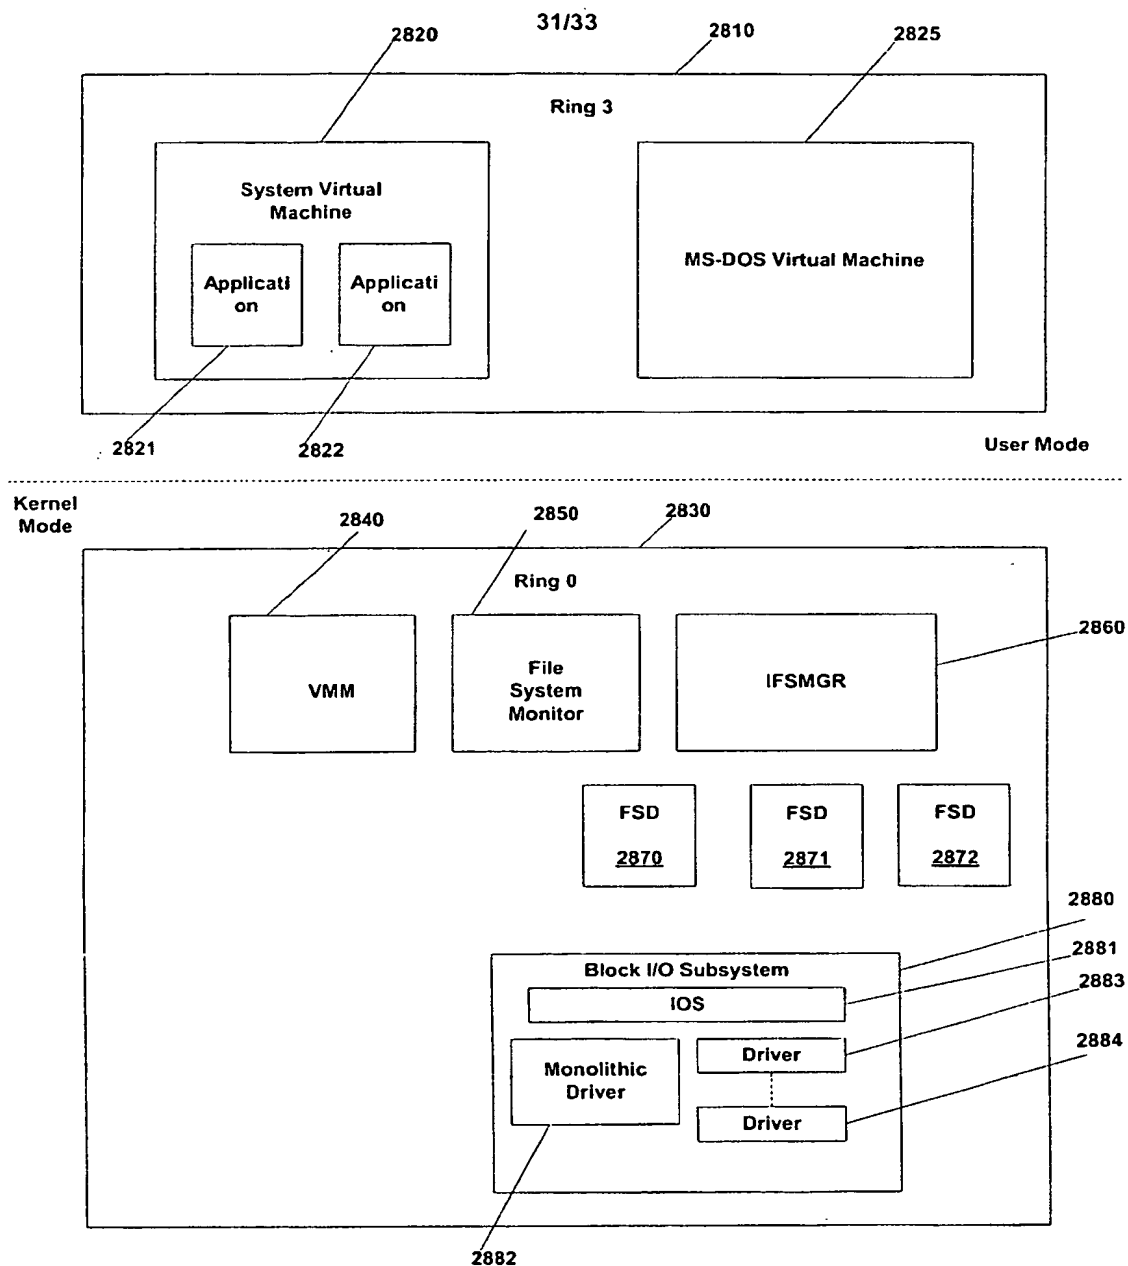 31/33
2820
2810
2825
Ring 3
System Virtual
Machine
Applicati
on
Applicati
on
MS-DOS Virtual Machine
2821
2822
User Mode
Kernel
Mode
2840
2850
2830
Ring 0
2860
VMM
File
System
Monitor
IFSMGR
FSD
2870
FSD
2871
FSD
2872
2880
Block I/O Subsystem
2881
IOS
2883
Monolithic
Driver
Driver
2884
Driver
2882